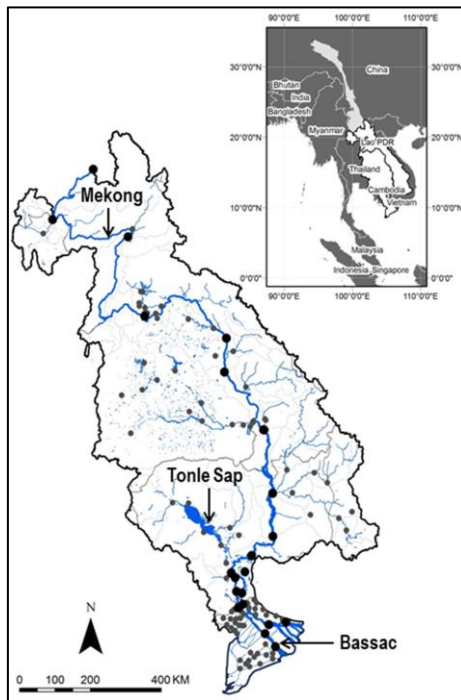 90°0'0"E 100°0'0"E 110°0'0"E
30°0'0"N
20°0'0"N
10°0'0"N
0°0'0"
30°0'0"N
20°0'0"N
10°0'0"N
0°0'0"
China
Bhutan
India
Bangladesh
Myanmar
Lao PDR
Thailand
Cambodia
Vietnam
Malaysia
Indonesia Singapore
90°0'0"E 100°0'0"E 110°0'0"E
Mekong
Tonle Sap
Bassac
N
0 100 200 400 KM